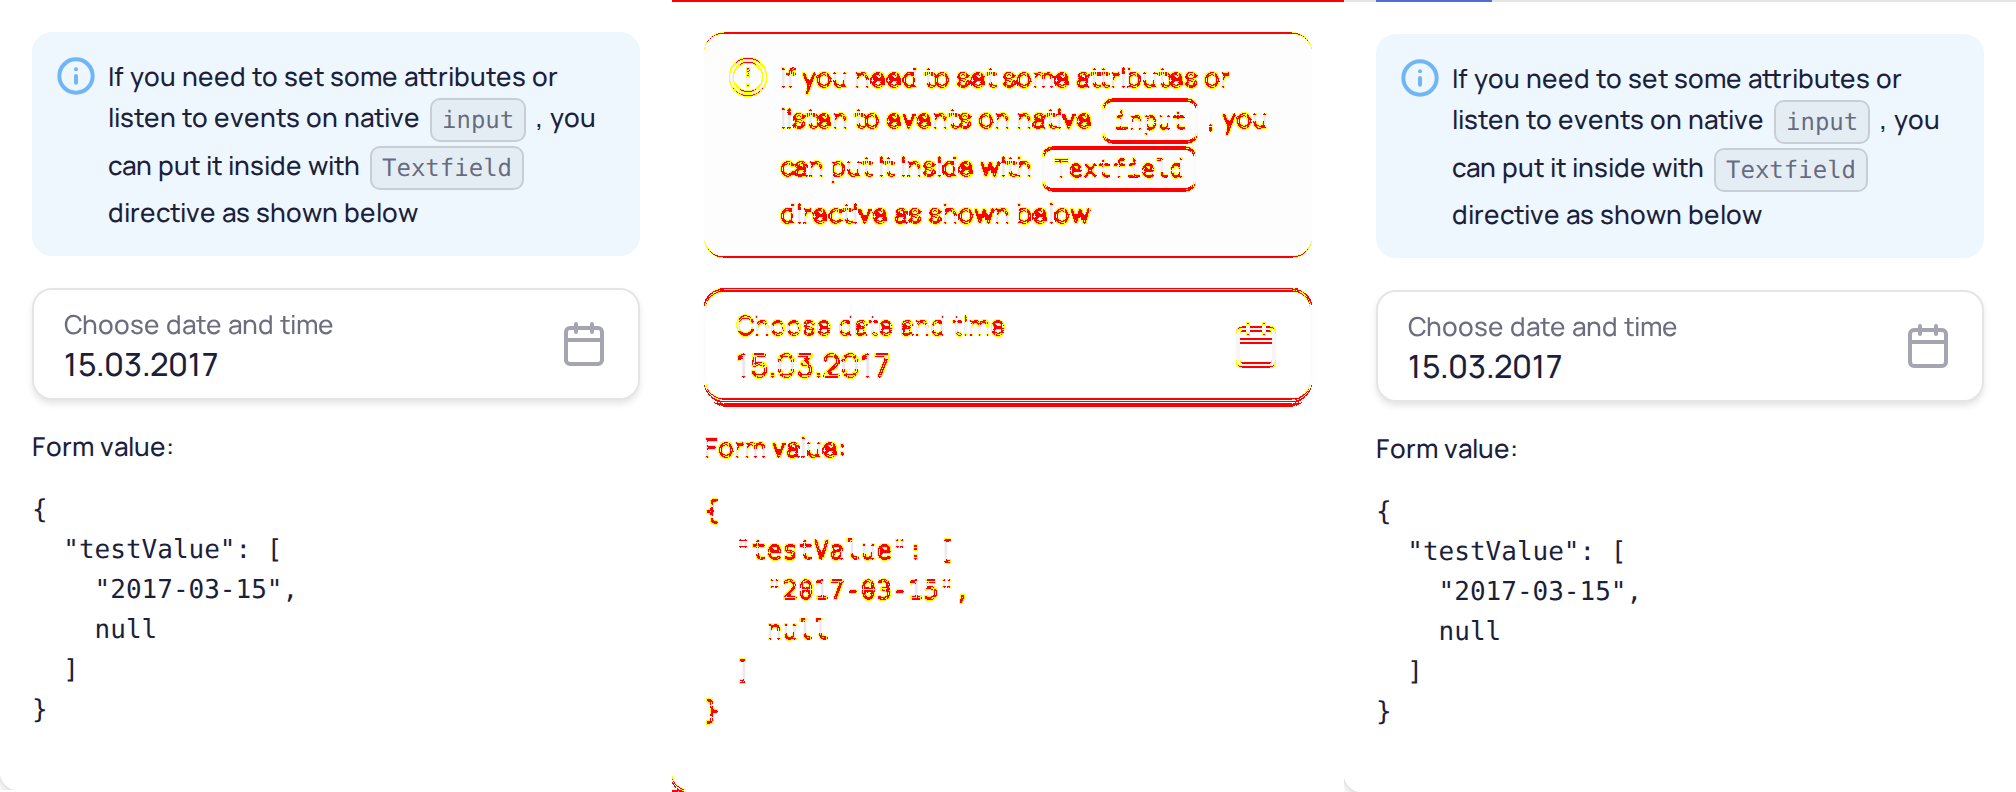 If you need to set some attributes or
listen to events on native input , you
can put it inside with Textfield
directive as shown below
Choose date and time
15.03.2017
Form value:
{
"testValue": [
"2017-03-15",
null
]
}
If you need to set some attributes or
listen to events on native input , you
can put it inside with Textfield
directive as shown below
Choose date and time
15.03.2017
Form value:
{
"testValue": [
"2017-03-15",
null
]
}
If you need to set some attributes or
listen to events on native input , you
can put it inside with Textfield
directive as shown below
Choose date and time
15.03.2017
Form value:
{
"testValue": [
"2017-03-15",
null
]
}